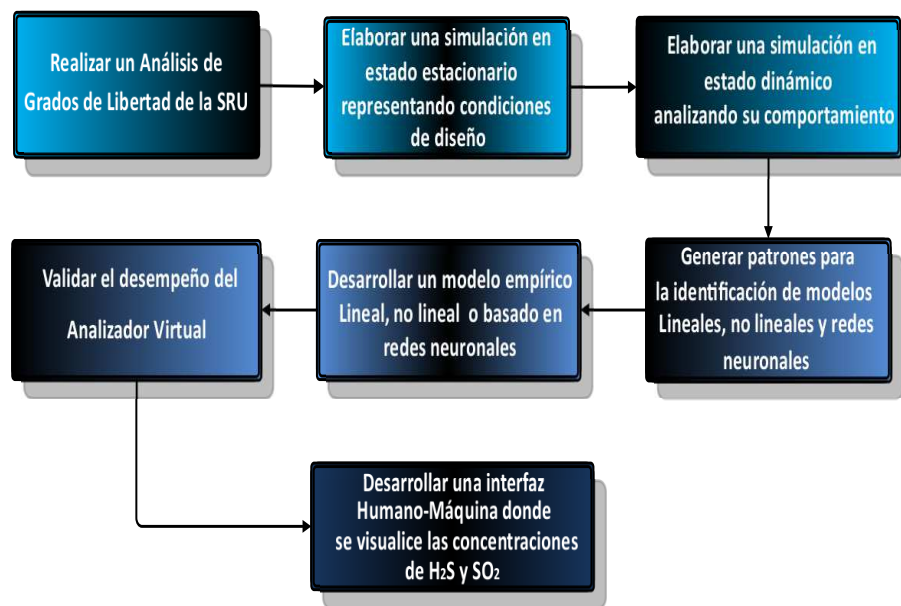 Realizar un Análisis de
Grados de Libertad de la SRU
Elaborar una simulación en
estado estacionario
representando condiciones
de diseño
Elaborar una simulación en
estado dinámico
analizando su comportamiento
Generar patrones para
la identificación de modelos
Lineales, no lineales y redes
neuronales
Desarrollar un modelo empírico
Lineal, no lineal o basado en
redes neuronales
Validar el desempeño del
Analizador Virtual
Desarrollar una interfaz
Humano-Máquina donde
se visualice las concentraciones
de H₂S y SO₂